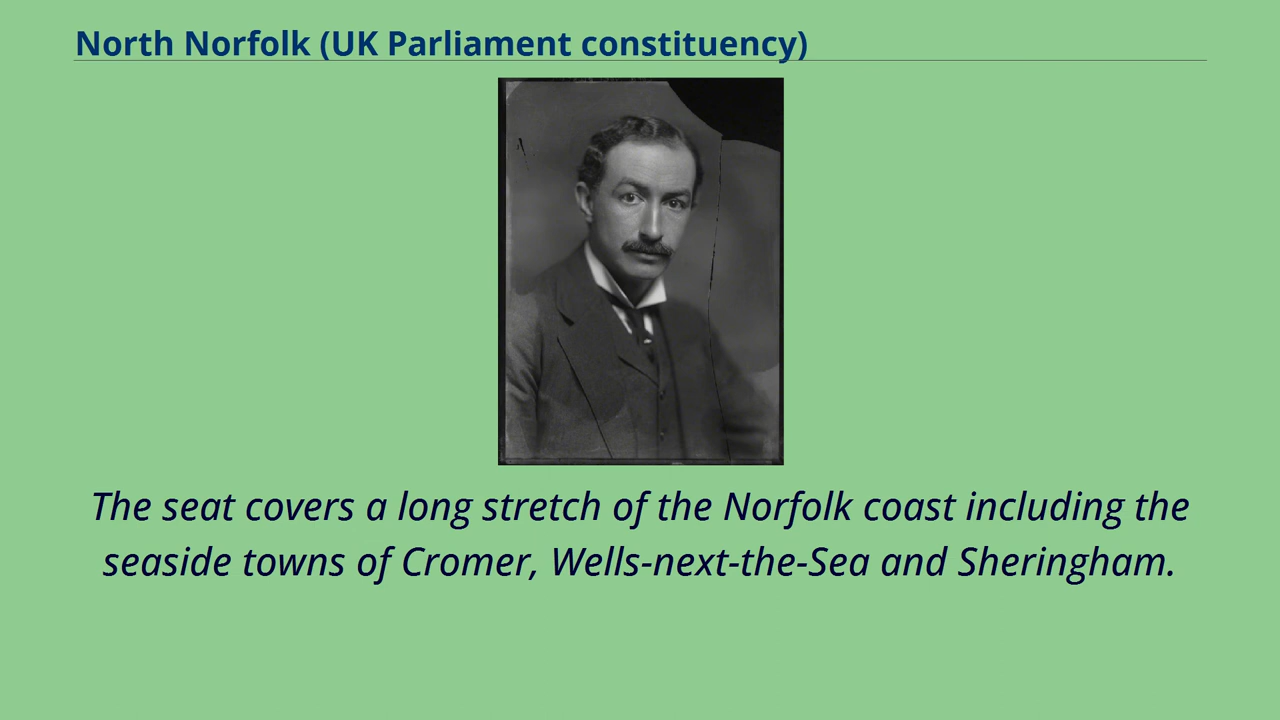 North Norfolk (UK Parliament constituency)
The seat covers a long stretch of the Norfolk coast including the
seaside towns of Cromer, Wells-next-the-Sea and Sheringham.